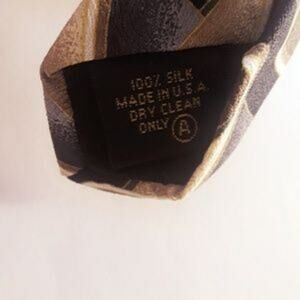 100% SILK
MADE IN U.S.A.
DRY CLEAN
ONLY Ⓐ